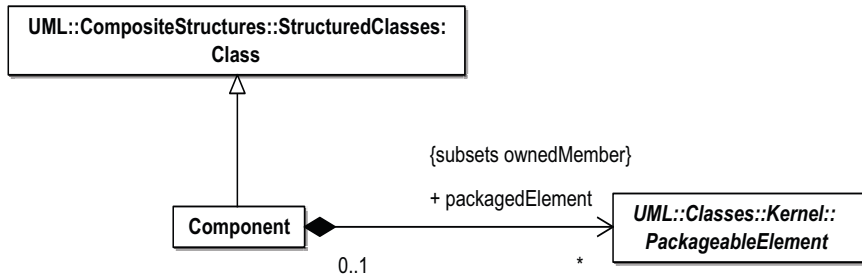 UML::CompositeStructures::StructuredClasses:
Class
{subsets ownedMember}
+ packagedElement
Component
UML::Classes::Kernel::
PackageableElement
0..1
*